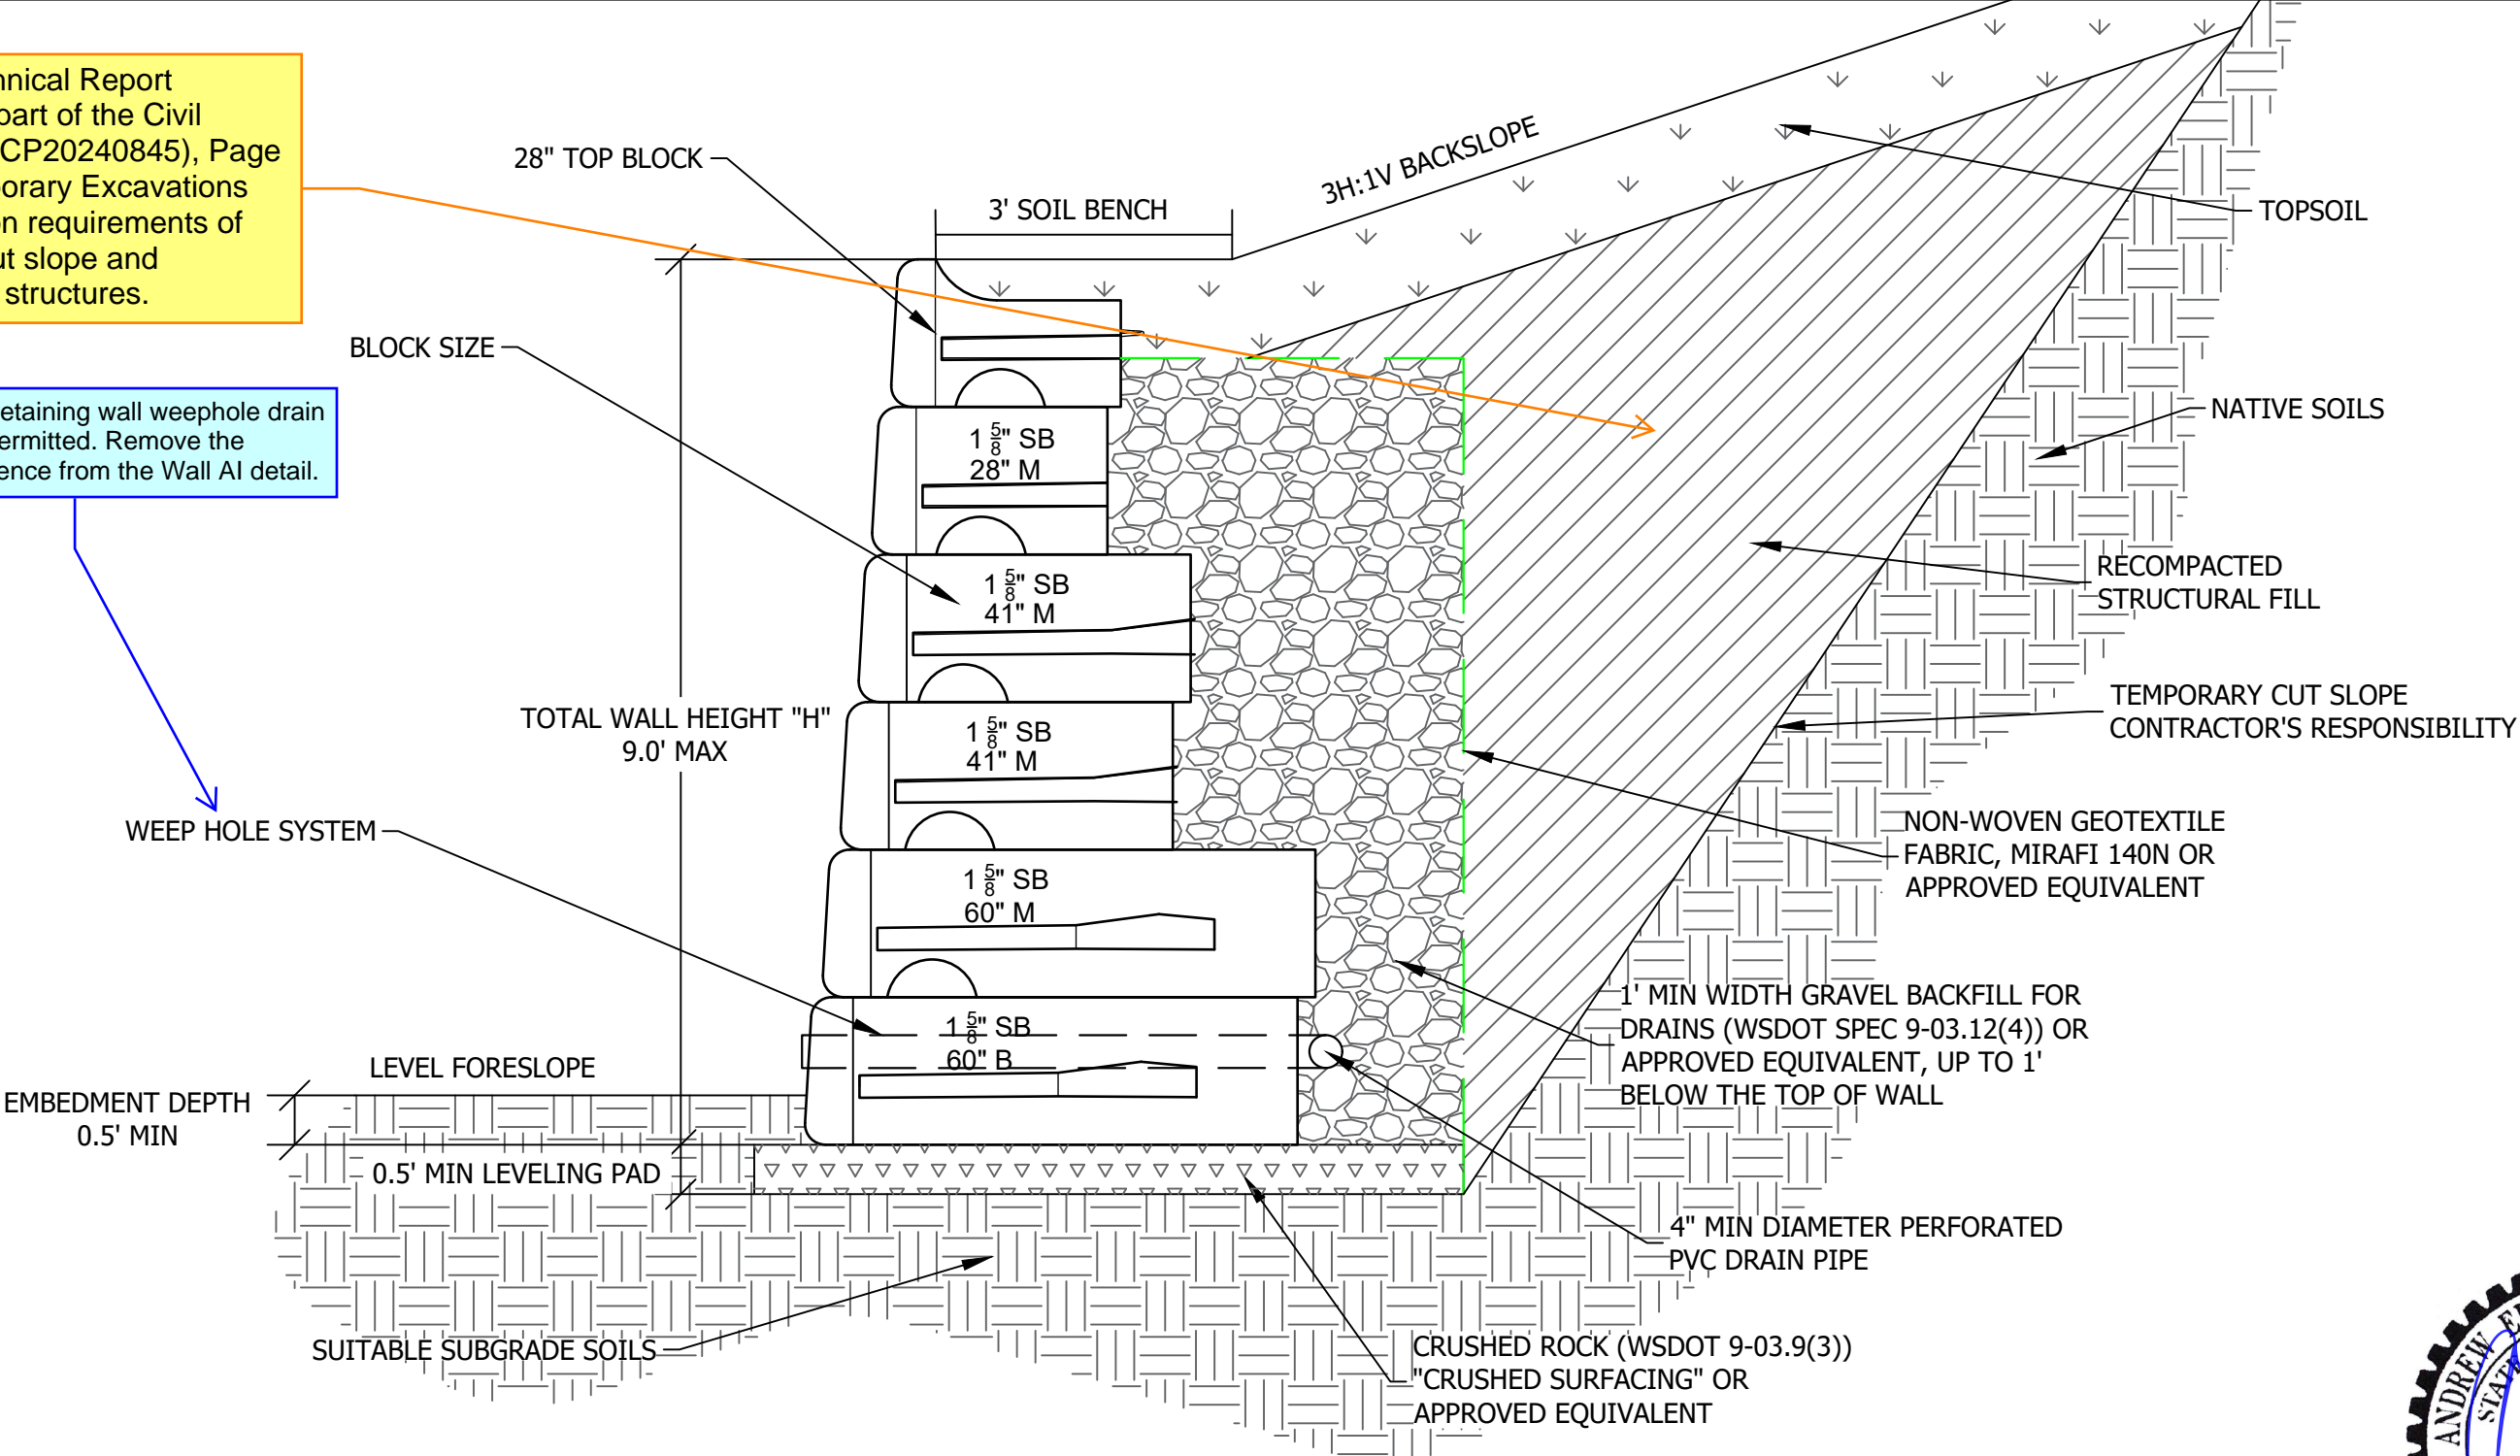 hnical Report
part of the Civil
CP20240845), Page
porary Excavations
on requirements of
ut slope and
structures.
etaining wall weephole drain
ermitted. Remove the
ence from the Wall AI detail.
28" TOP BLOCK
BLOCK SIZE
3' SOIL BENCH
3H:1V BACKSLOPE
TOPSOIL
NATIVE SOILS
RECOMPACTED
STRUCTURAL FILL
TEMPORARY CUT SLOPE
CONTRACTOR'S RESPONSIBILITY
NON-WOVEN GEOTEXTILE
FABRIC, MIRAFI 140N OR
APPROVED EQUIVALENT
1' MIN WIDTH GRAVEL BACKFILL FOR
DRAINS (WSDOT SPEC 9-03.12(4)) OR
APPROVED EQUIVALENT, UP TO 1'
BELOW THE TOP OF WALL
4" MIN DIAMETER PERFORATED
PVC DRAIN PIPE
CRUSHED ROCK (WSDOT 9-03.9(3))
"CRUSHED SURFACING" OR
APPROVED EQUIVALENT
1 5/8" SB
28" M
1 5/8" SB
41" M
1 5/8" SB
41" M
1 5/8" SB
60" M
1 5/8" SB
60" B
TOTAL WALL HEIGHT "H"
9.0' MAX
WEEP HOLE SYSTEM
LEVEL FORESLOPE
EMBEDMENT DEPTH
0.5' MIN
0.5' MIN LEVELING PAD
SUITABLE SUBGRADE SOILS
ANDREW